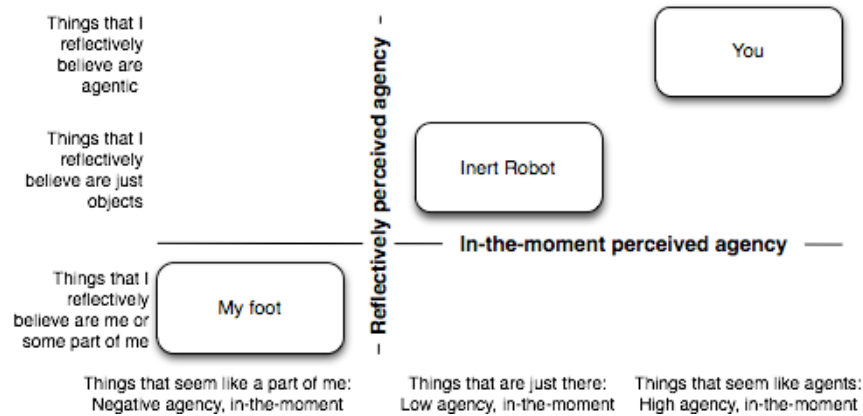 Things that I
reflectively
believe are
agentic
You
Things that I
reflectively
believe are just
objects
Inert Robot
– Reflectively perceived agency –
In-the-moment perceived agency
Things that I
reflectively
believe are me or
some part of me
My foot
Things that seem like a part of me:
Negative agency, in-the-moment
Things that are just there:
Low agency, in-the-moment
Things that seem like agents:
High agency, in-the-moment